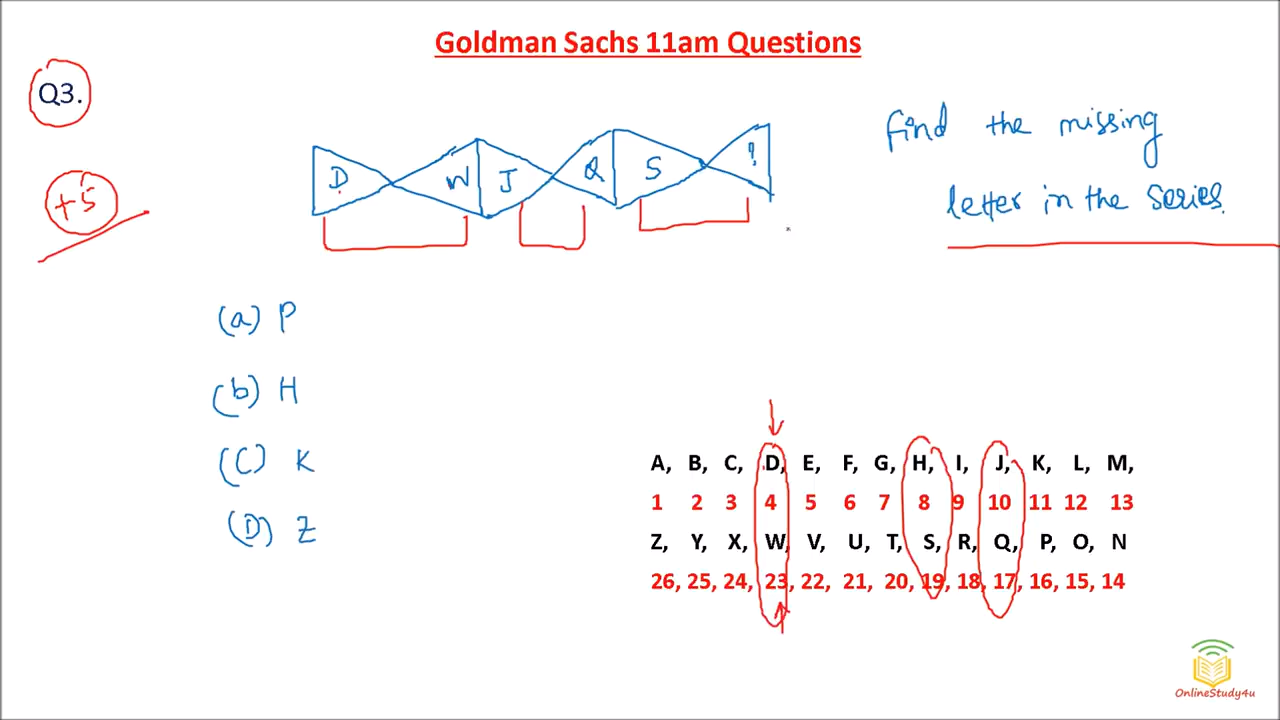 Goldman Sachs 11am Questions
Q3.
+5
D W J Q S ?
find the missing
letter in the series.
(a) P
(b) H
(C) K
(D) Z
A, B, C, D, E, F, G, H, I, J, K, L, M,
1 2 3 4 5 6 7 8 9 10 11 12 13
Z, Y, X, W, V, U, T, S, R, Q, P, O, N
26, 25, 24, 23, 22, 21, 20, 19, 18, 17, 16, 15, 14
OnlineStudy4u